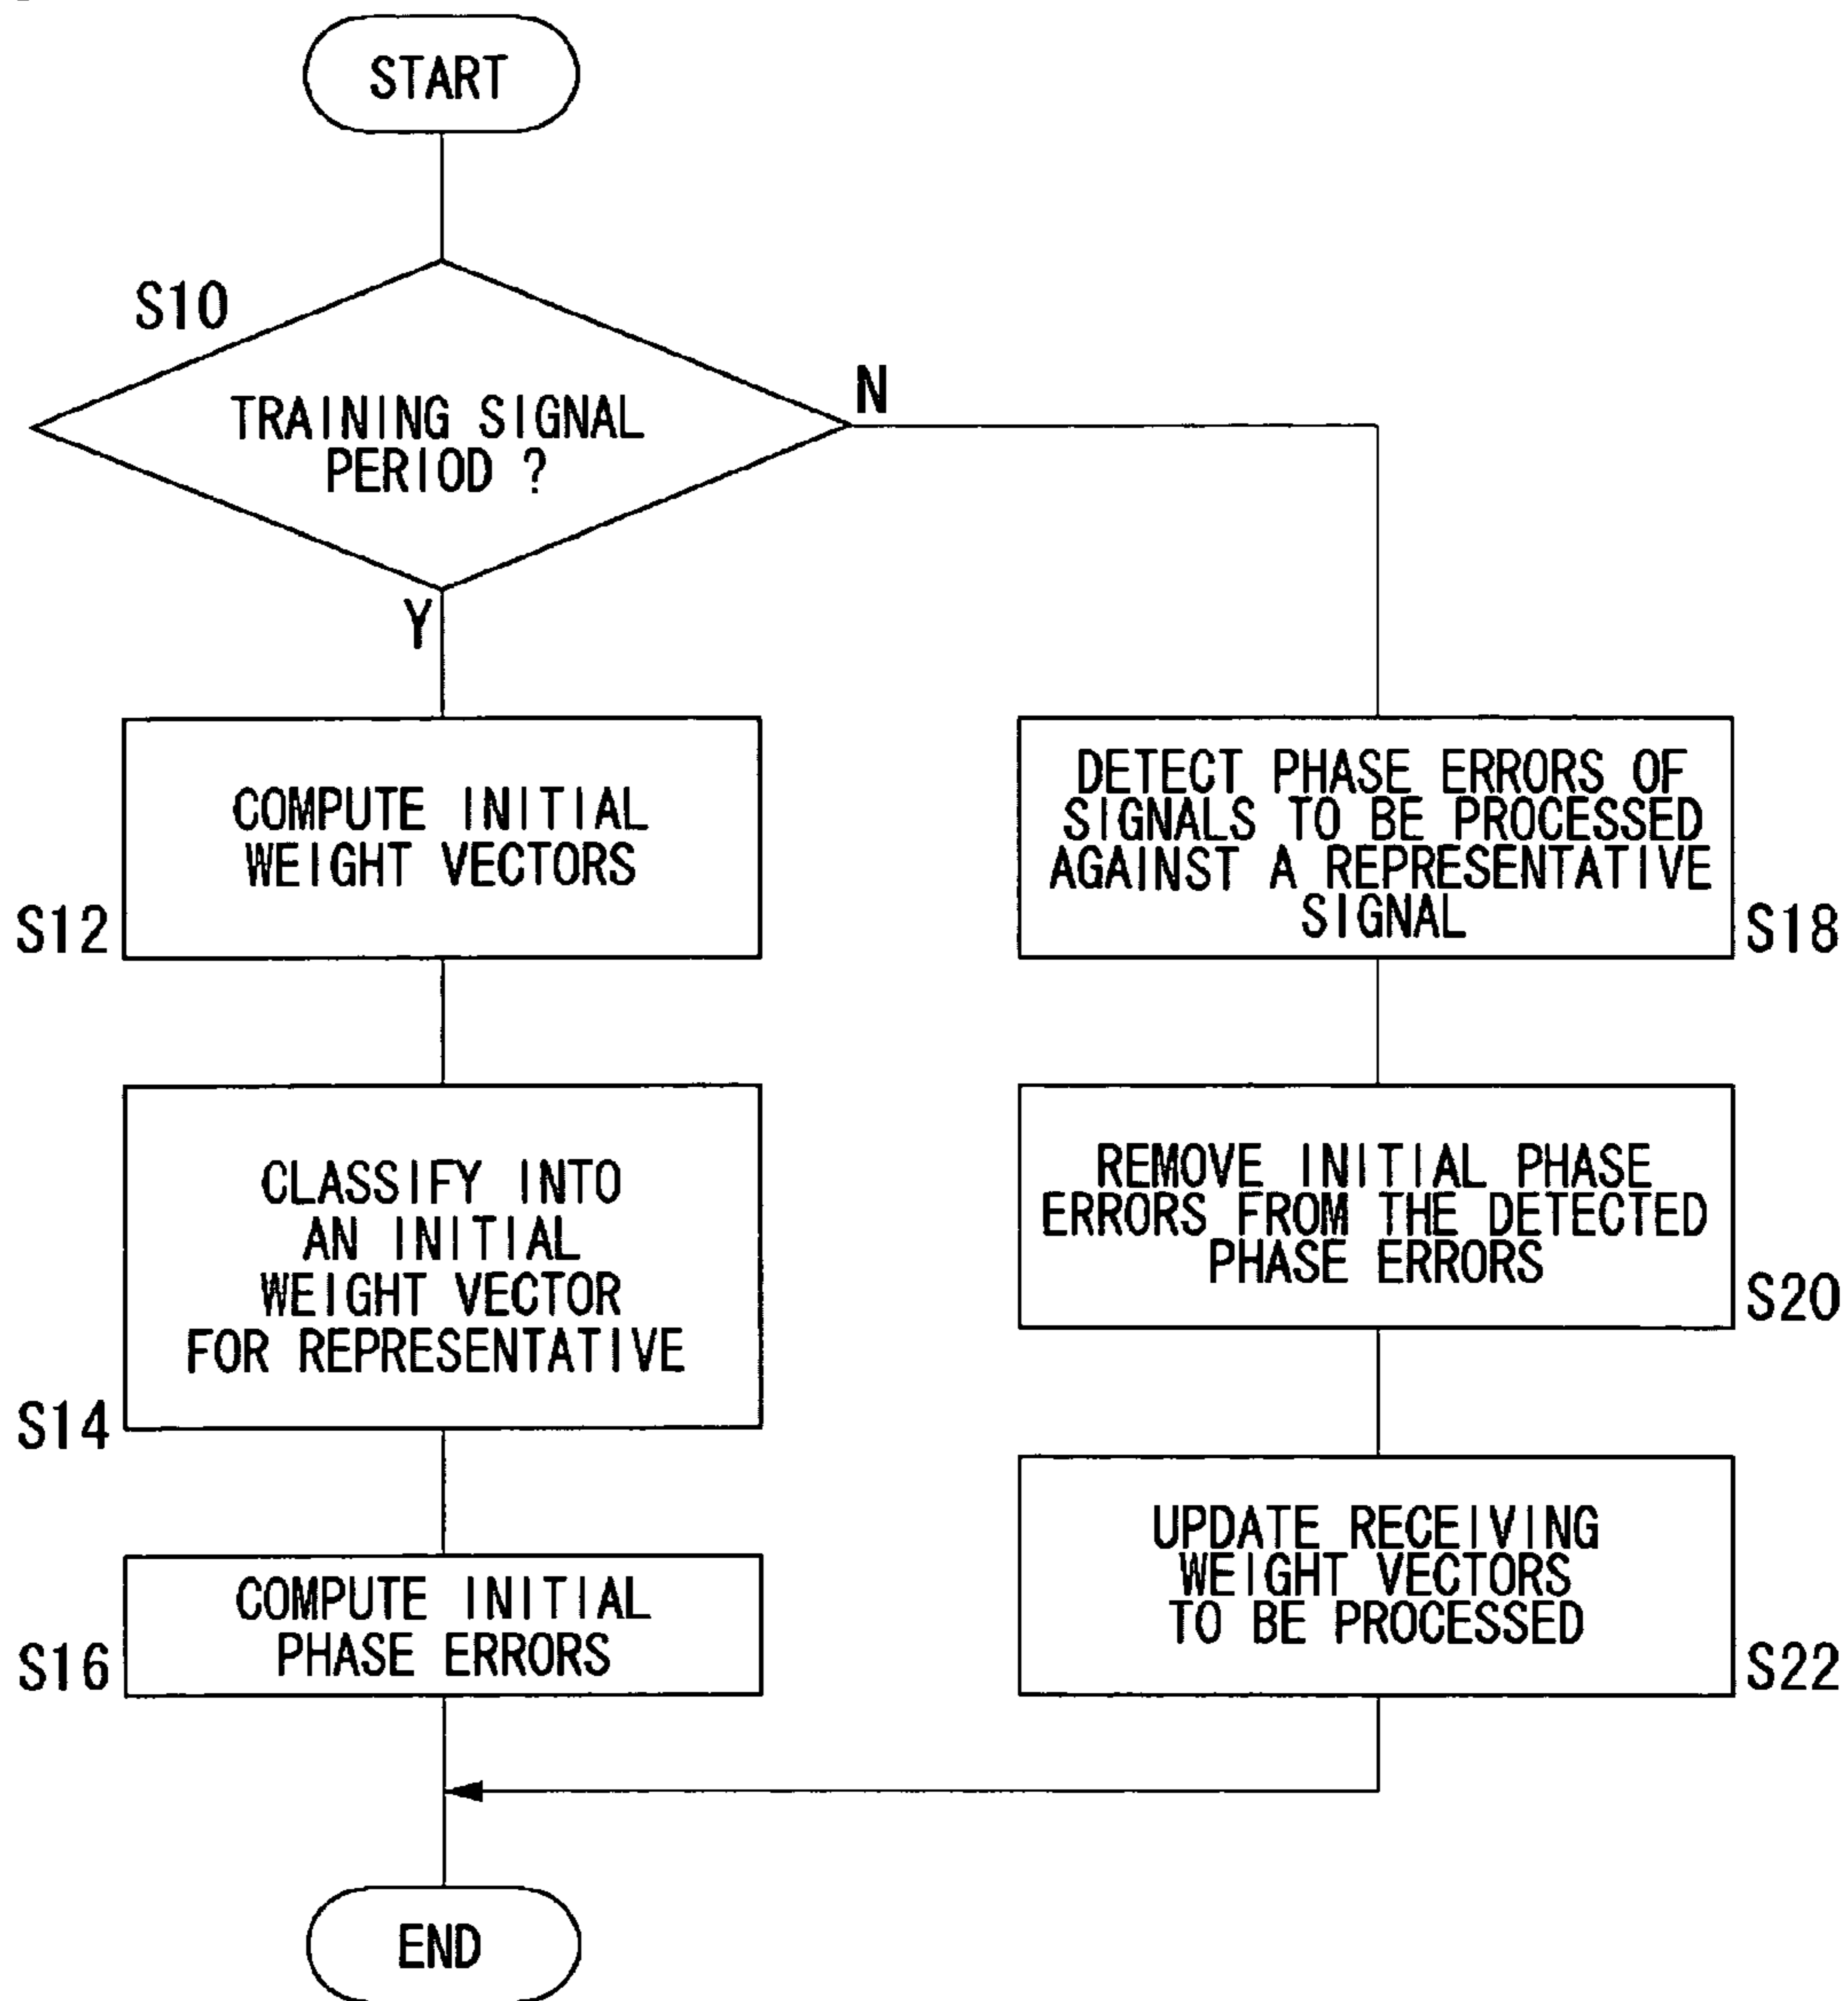 START
S10
TRAINING SIGNAL
PERIOD ?
N
Y
COMPUTE INITIAL
WEIGHT VECTORS
S12
CLASSIFY INTO
AN INITIAL
WEIGHT VECTOR
FOR REPRESENTATIVE
S14
COMPUTE INITIAL
PHASE ERRORS
S16
DETECT PHASE ERRORS OF
SIGNALS TO BE PROCESSED
AGAINST A REPRESENTATIVE
SIGNAL
S18
REMOVE INITIAL PHASE
ERRORS FROM THE DETECTED
PHASE ERRORS
S20
UPDATE RECEIVING
WEIGHT VECTORS
TO BE PROCESSED
S22
END